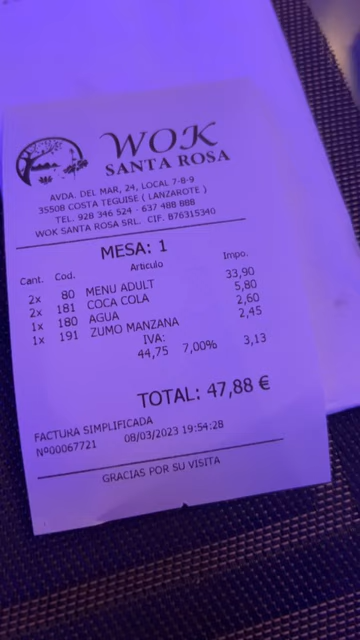 WOK
SANTA ROSA
AVDA. DEL MAR, 24, LOCAL 7-8-9
35508 COSTA TEGUISE ( LANZAROTE )
TEL. 928 346 524 - 637 488 888
WOK SANTA ROSA SRL. CIF. B76315340
MESA: 1
Cant. Cod. Artículo Impo.
2x 80 MENU ADULT 33,90
2x 181 COCA COLA 5,80
1x 180 AGUA 2,60
1x 191 ZUMO MANZANA 2,45
IVA:
44,75 7,00% 3,13
TOTAL: 47,88 €
FACTURA SIMPLIFICADA
Nº00067721 08/03/2023 19:54:28
GRACIAS POR SU VISITA